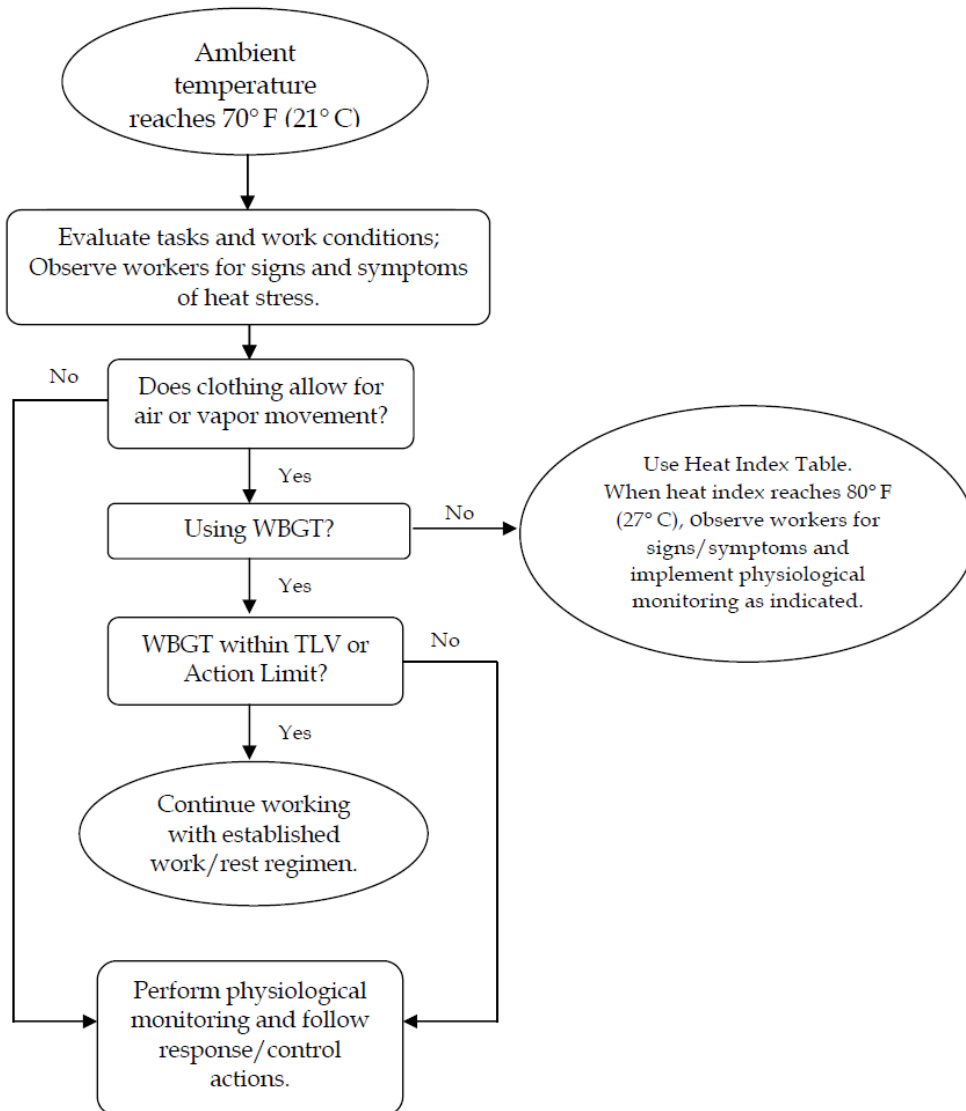 Ambient
temperature
reaches 70° F (21° C)
Evaluate tasks and work conditions;
Observe workers for signs and symptoms
of heat stress.
No
Does clothing allow for
air or vapor movement?
Yes
Using WBGT?
No
Use Heat Index Table.
When heat index reaches 80° F
(27° C), Observe workers for
signs/symptoms and
implement physiological
monitoring as indicated.
Yes
WBGT within TLV or
Action Limit?
No
Yes
Continue working
with established
work/rest regimen.
Perform physiological
monitoring and follow
response/control
actions.